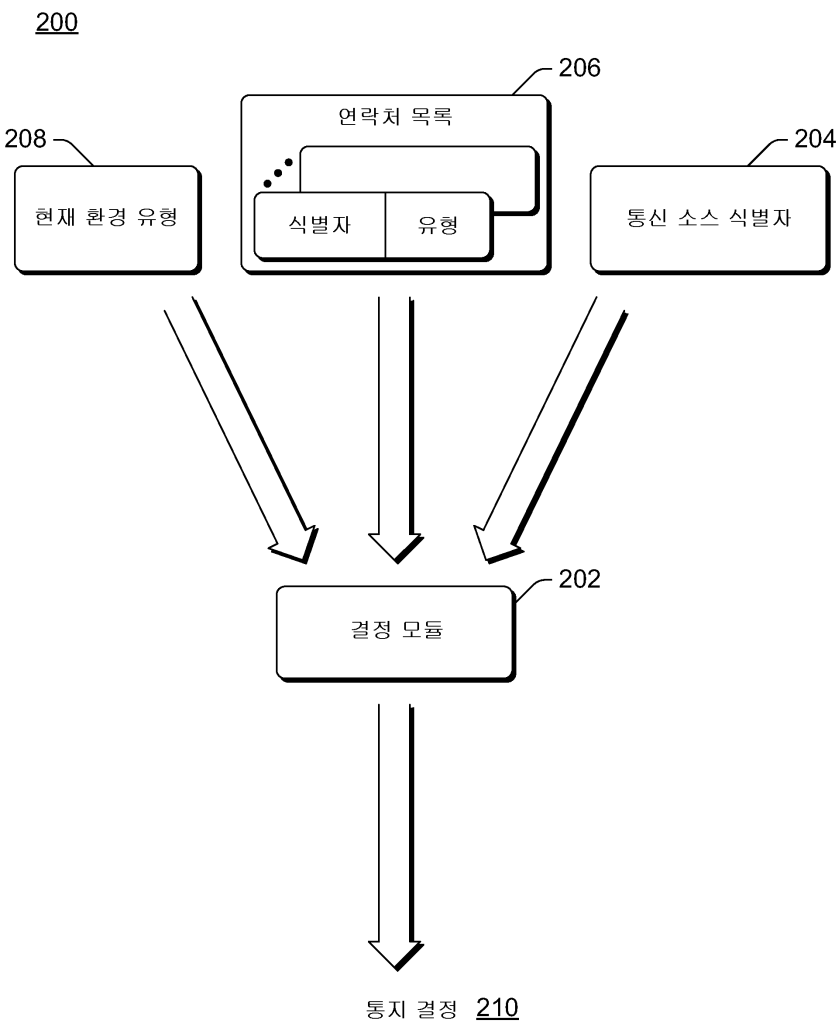 200
206
연락처 목록
208
204
현재 환경 유형
식별자
유형
통신 소스 식별자
202
결정 모듈
통지 결정 210